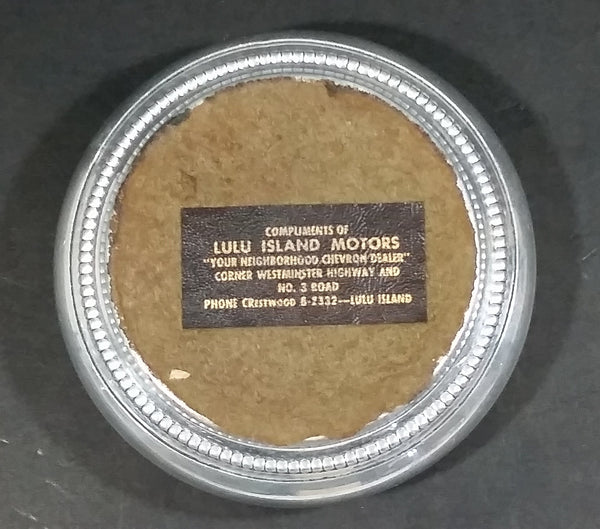 COMPLIMENTS OF
LULU ISLAND MOTORS
"YOUR NEIGHBORHOOD CHEVRON DEALER"
CORNER WESTMINSTER HIGHWAY AND
NO. 3 ROAD
PHONE CRESTWOOD 8-2332—LULU ISLAND